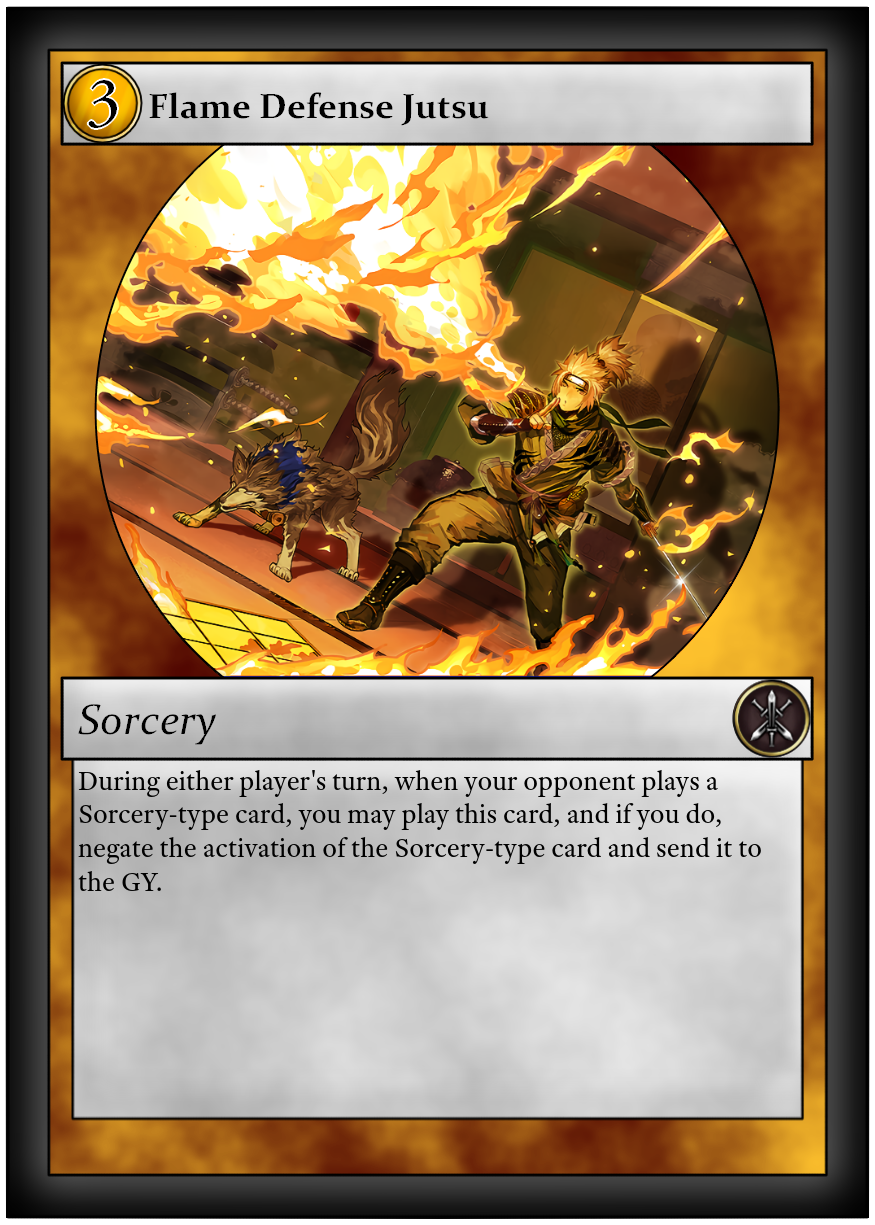 3
Flame Defense Jutsu
Sorcery
During either player's turn, when your opponent plays a
Sorcery-type card, you may play this card, and if you do,
negate the activation of the Sorcery-type card and send it to
the GY.